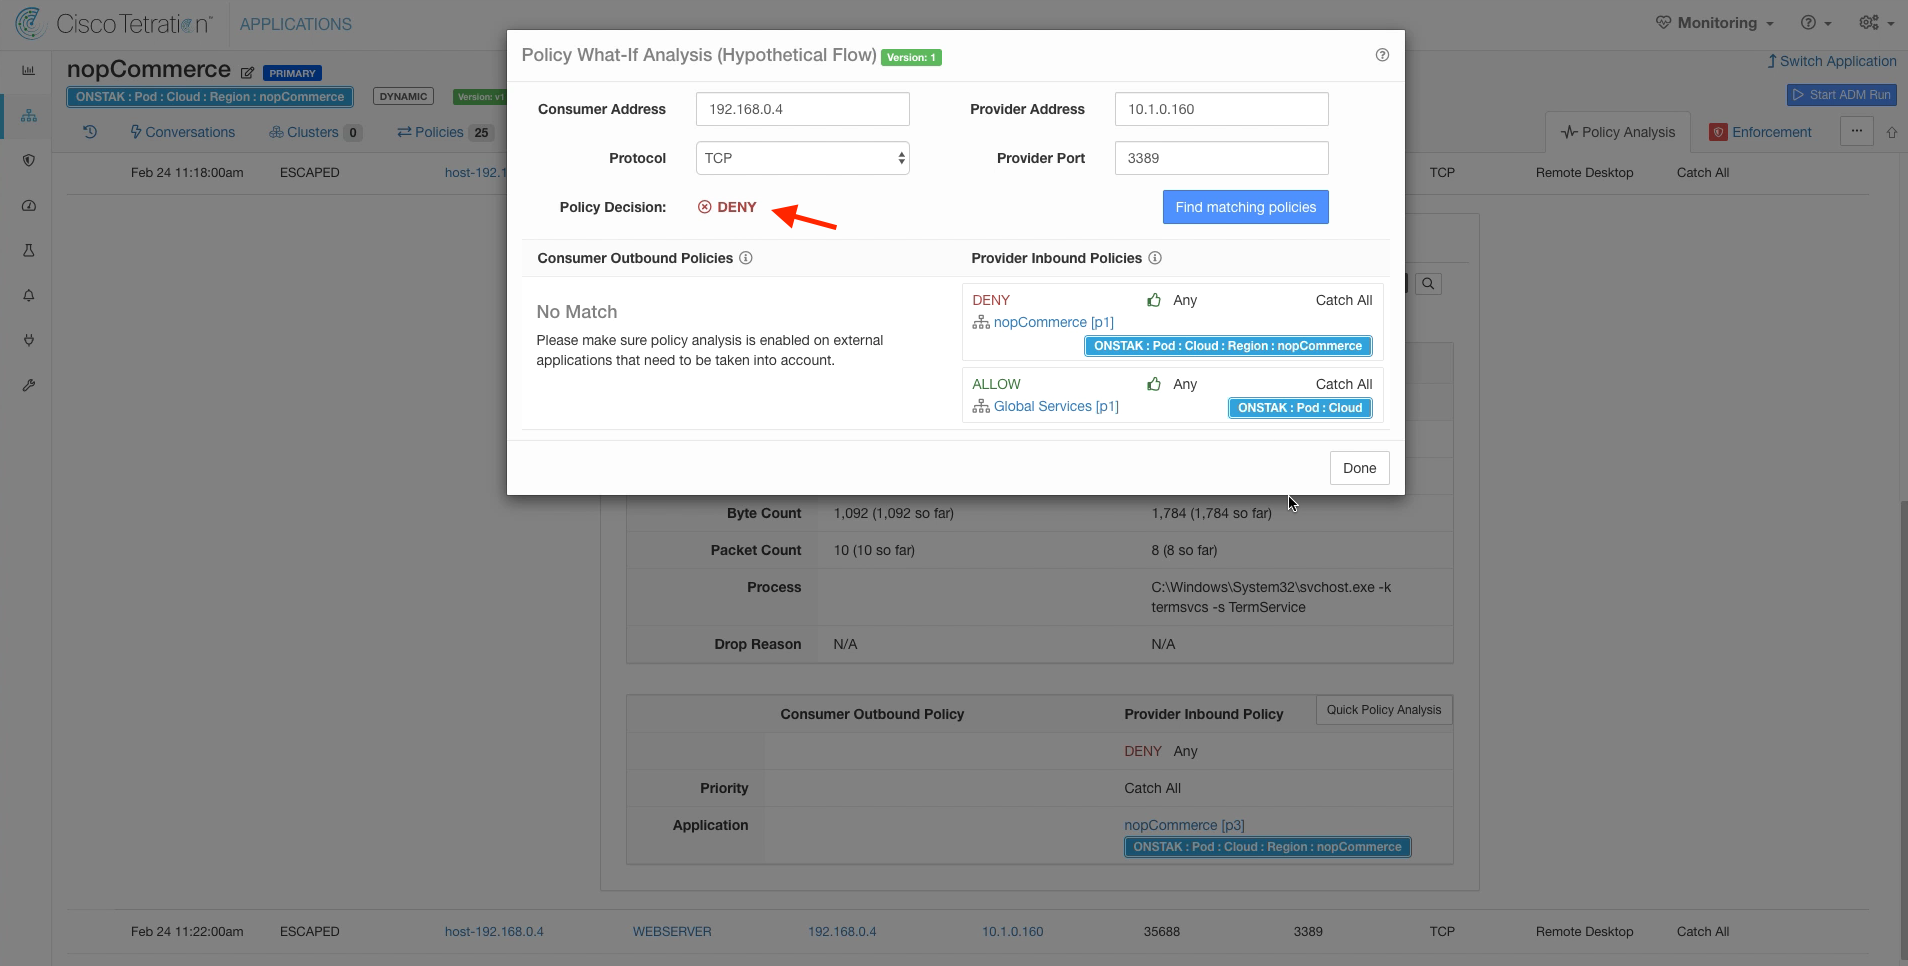 Cisco Tetration
APPLICATIONS
Monitoring
nopCommerce
PRIMARY
Switch Application
ONSTAK : Pod : Cloud : Region : nopCommerce
DYNAMIC
Version: v1
Start ADM Run
Conversations
Clusters 0
Policies 25
Policy Analysis
Enforcement
...
Feb 24 11:18:00am ESCAPED host-192.1 TCP Remote Desktop Catch All
Policy What-If Analysis (Hypothetical Flow) Version: 1
Consumer Address 192.168.0.4 Provider Address 10.1.0.160
Protocol TCP Provider Port 3389
Policy Decision: DENY Find matching policies
Consumer Outbound Policies Provider Inbound Policies
No Match
Please make sure policy analysis is enabled on external
applications that need to be taken into account.
DENY Any Catch All
nopCommerce [p1]
ONSTAK : Pod : Cloud : Region : nopCommerce
ALLOW Any Catch All
Global Services [p1] ONSTAK : Pod : Cloud
Done
Byte Count 1,092 (1,092 so far) 1,784 (1,784 so far)
Packet Count 10 (10 so far) 8 (8 so far)
Process C:\Windows\System32\svchost.exe -k
termsvcs -s TermService
Drop Reason N/A N/A
Consumer Outbound Policy Provider Inbound Policy Quick Policy Analysis
DENY Any
Priority Catch All
Application nopCommerce [p3]
ONSTAK : Pod : Cloud : Region : nopCommerce
Feb 24 11:22:00am ESCAPED host-192.168.0.4 WEBSERVER 192.168.0.4 10.1.0.160 35688 3389 TCP Remote Desktop Catch All